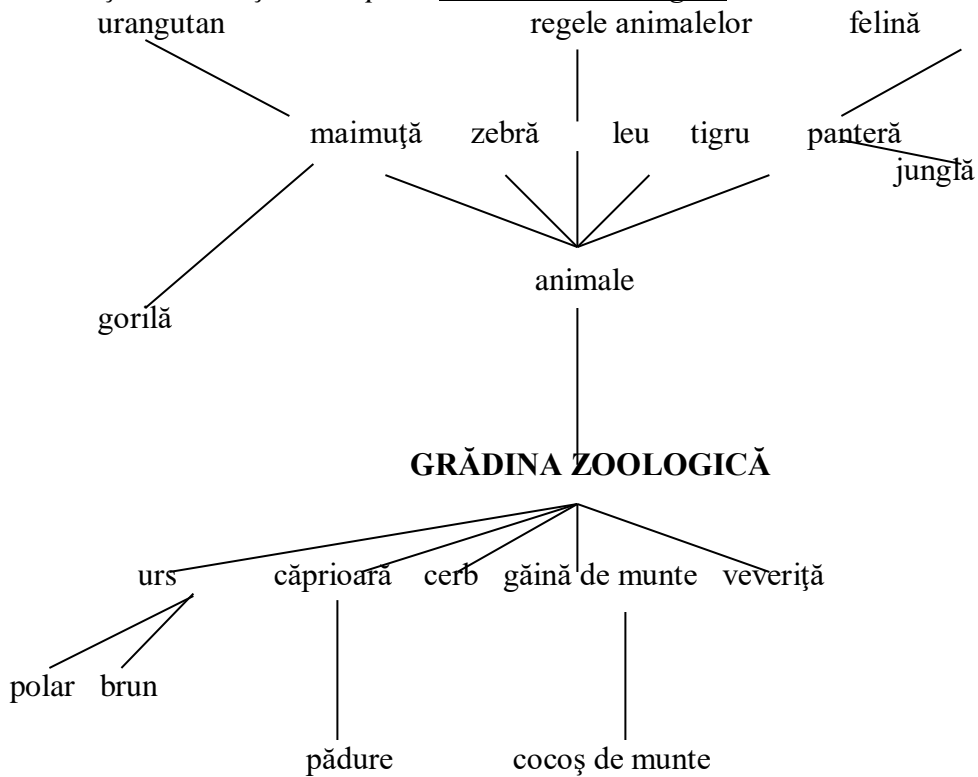 urangutan regele animalelor felină
maimuţă zebră leu tigru panteră
junglă
animale
gorilă
GRĂDINA ZOOLOGICĂ
urs căprioară cerb găină de munte veveriţă
polar brun
pădure cocoş de munte